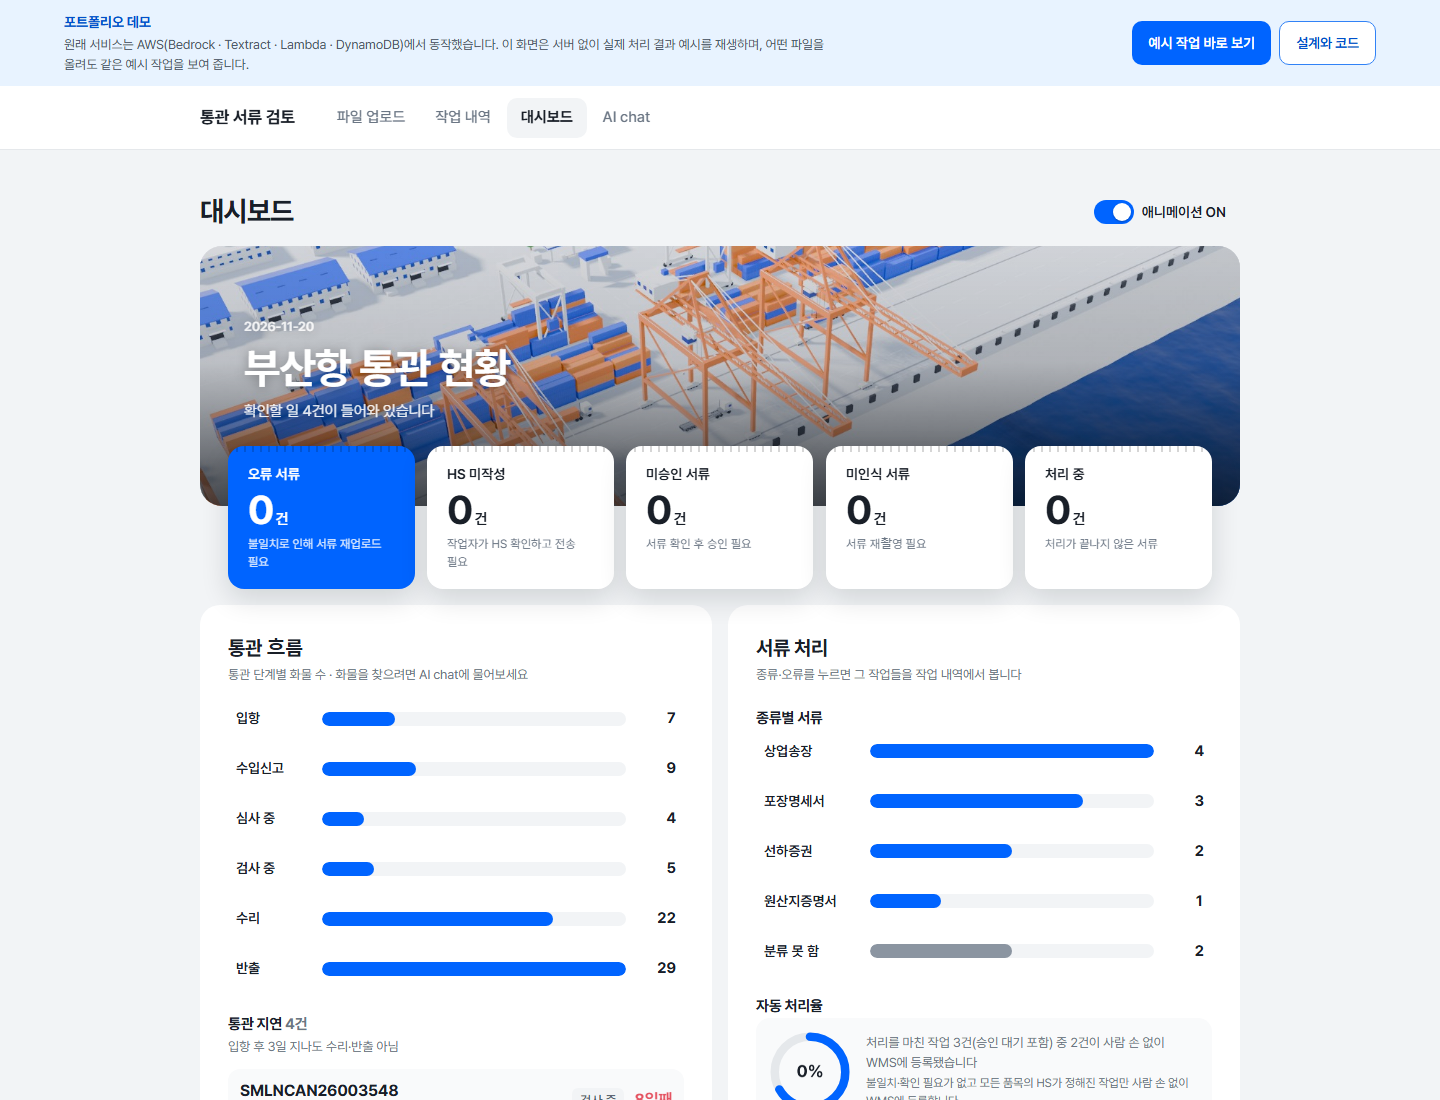 포트폴리오 데모
원래 서비스는 AWS(Bedrock · Textract · Lambda · DynamoDB)에서 동작했습니다. 이 화면은 서버 없이 실제 처리 결과 예시를 재생하며, 어떤 파일을
올려도 같은 예시 작업을 보여 줍니다.
예시 작업 바로 보기
설계와 코드
통관 서류 검토
파일 업로드
작업 내역
대시보드
AI chat
대시보드
애니메이션 ON
2026-11-20
부산항 통관 현황
확인할 일 4건이 들어와 있습니다
오류 서류
0건
불일치로 인해 서류 재업로드
필요
HS 미작성
0건
작업자가 HS 확인하고 전송
필요
미승인 서류
0건
서류 확인 후 승인 필요
미인식 서류
0건
서류 재촬영 필요
처리 중
0건
처리가 끝나지 않은 서류
통관 흐름
통관 단계별 화물 수 · 화물을 찾으려면 AI chat에 물어보세요
입항 7
수입신고 9
심사 중 4
검사 중 5
수리 22
반출 29
통관 지연 4건
입항 후 3일 지나도 수리·반출 아님
SMLNCAN26003548
검사 중
8일째
서류 처리
종류·오류를 누르면 그 작업들을 작업 내역에서 봅니다
종류별 서류
상업송장 4
포장명세서 3
선하증권 2
원산지증명서 1
분류 못 함 2
자동 처리율
0%
처리를 마친 작업 3건(승인 대기 포함) 중 2건이 사람 손 없이
WMS에 등록됐습니다
불일치·확인 필요가 없고 모든 품목의 HS가 정해진 작업만 사람 손 없이
WMS에 등록합니다